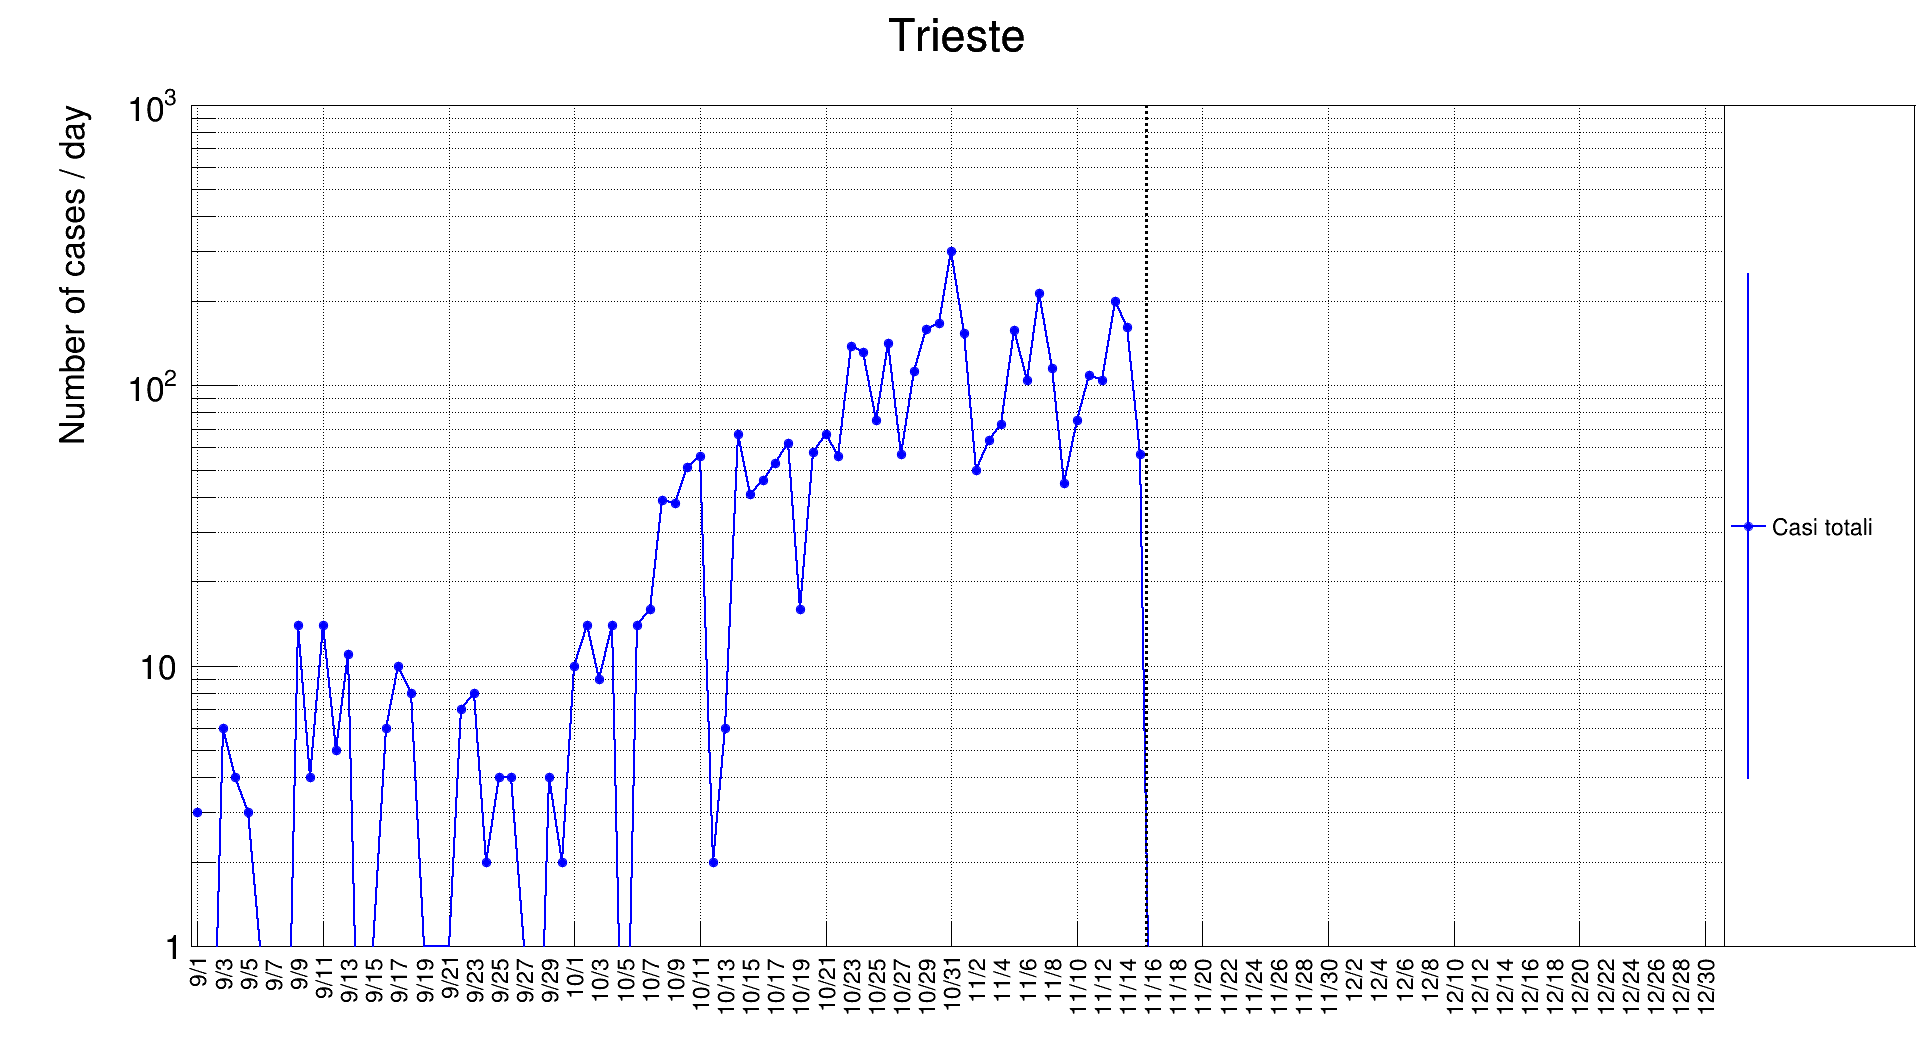 Trieste
Number of cases / day
10³
10²
10
1
9/1 9/3 9/5 9/7 9/9 9/11 9/13 9/15 9/17 9/19 9/21 9/23 9/25 9/27 9/29 10/1 10/3 10/5 10/7 10/9 10/11 10/13 10/15 10/17 10/19 10/21 10/23 10/25 10/27 10/29 10/31 11/2 11/4 11/6 11/8 11/10 11/12 11/14 11/16 11/18 11/20 11/22 11/24 11/26 11/28 11/30 12/2 12/4 12/6 12/8 12/10 12/12 12/14 12/16 12/18 12/20 12/22 12/24 12/26 12/28 12/30
Casi totali